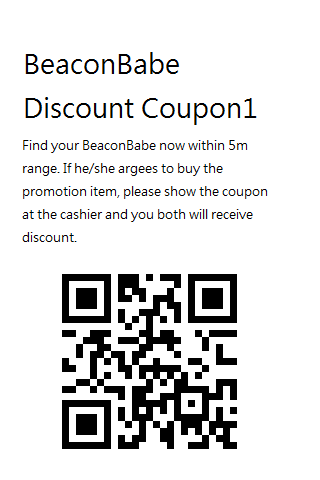 BeaconBabe
Discount Coupon1
Find your BeaconBabe now within 5m
range. If he/she argees to buy the
promotion item, please show the coupon
at the cashier and you both will receive
discount.